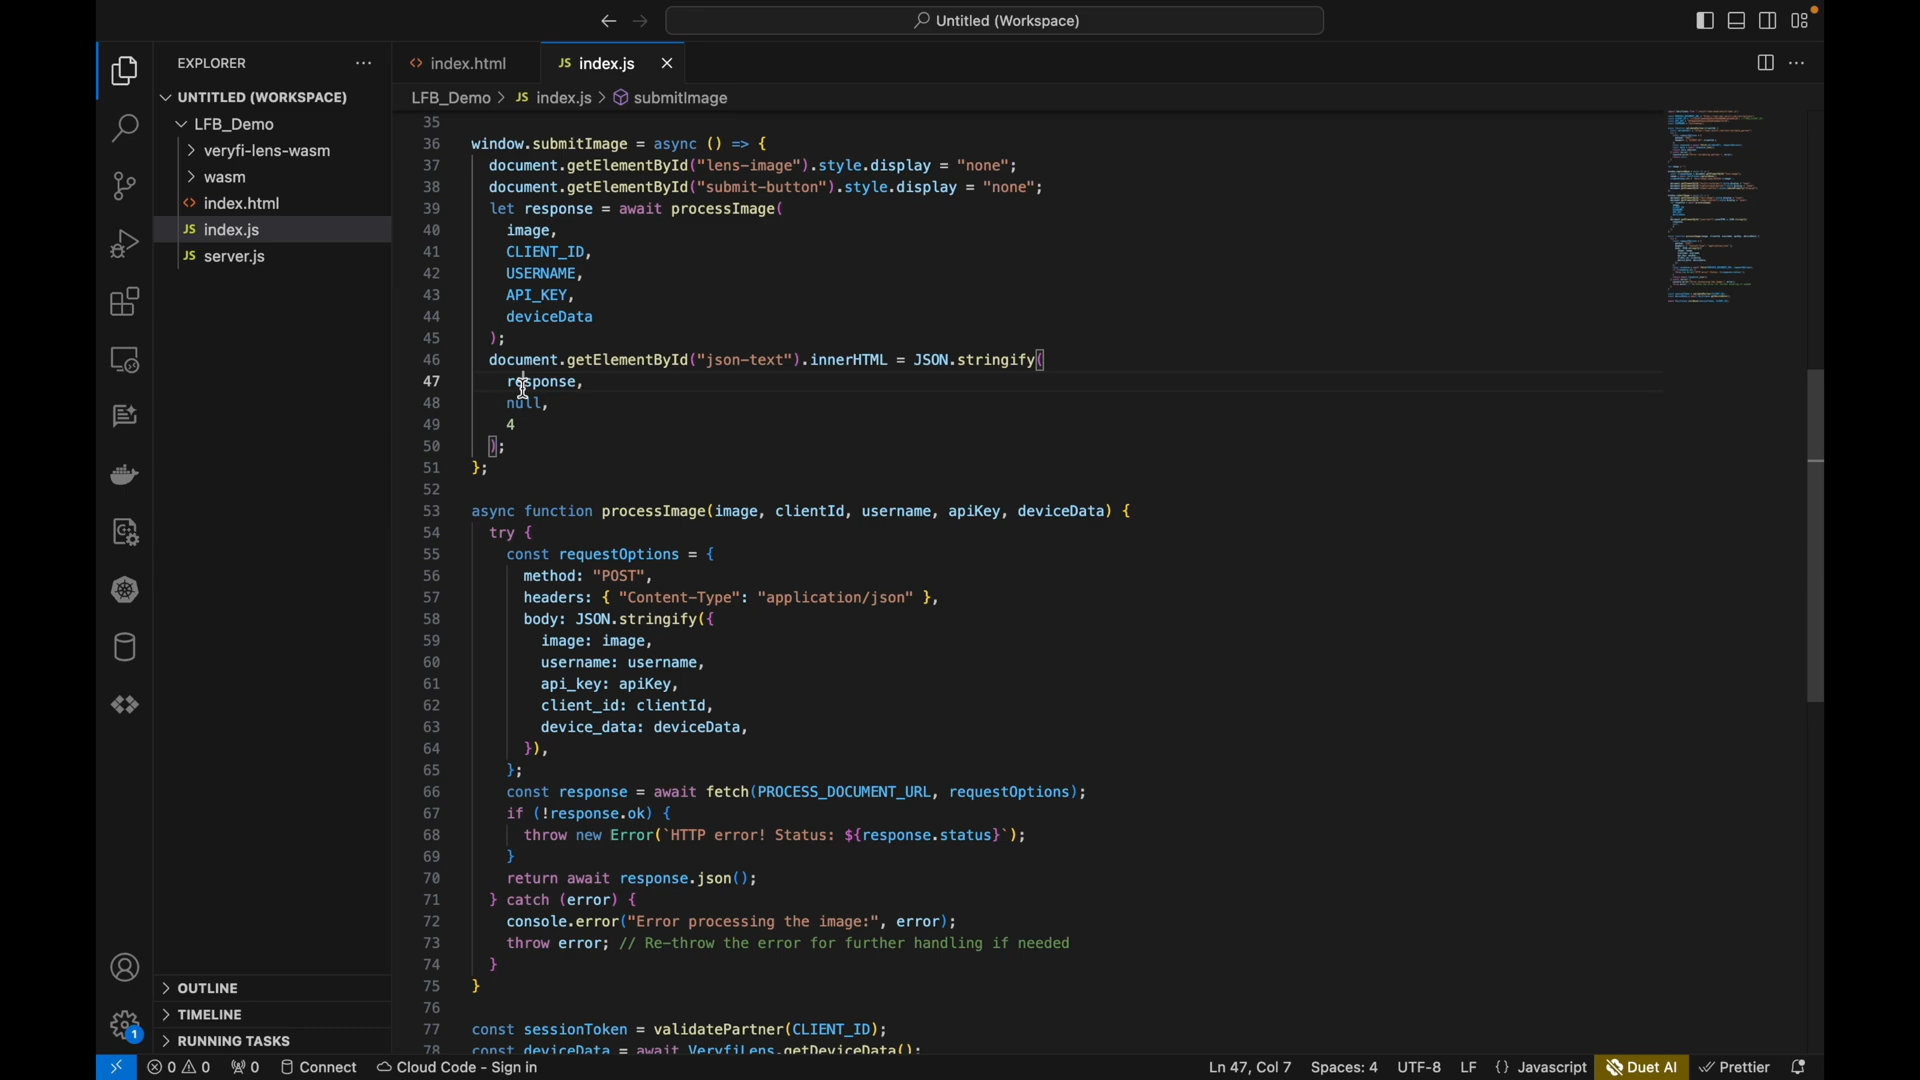 Untitled (Workspace)
EXPLORER
UNTITLED (WORKSPACE)
LFB_Demo
veryfi-lens-wasm
wasm
index.html
JS index.js
JS server.js
OUTLINE
TIMELINE
RUNNING TASKS
index.html
JS index.js
LFB_Demo > JS index.js > submitImage
35
36 window.submitImage = async () => {
37 document.getElementById("lens-image").style.display = "none";
38 document.getElementById("submit-button").style.display = "none";
39 let response = await processImage(
40 image,
41 CLIENT_ID,
42 USERNAME,
43 API_KEY,
44 deviceData
45 );
46 document.getElementById("json-text").innerHTML = JSON.stringify(
47 response,
48 null,
49 4
50 );
51 };
52
53 async function processImage(image, clientId, username, apiKey, deviceData) {
54 try {
55 const requestOptions = {
56 method: "POST",
57 headers: { "Content-Type": "application/json" },
58 body: JSON.stringify({
59 image: image,
60 username: username,
61 api_key: apiKey,
62 client_id: clientId,
63 device_data: deviceData,
64 }),
65 };
66 const response = await fetch(PROCESS_DOCUMENT_URL, requestOptions);
67 if (!response.ok) {
68 throw new Error(`HTTP error! Status: ${response.status}`);
69 }
70 return await response.json();
71 } catch (error) {
72 console.error("Error processing the image:", error);
73 throw error; // Re-throw the error for further handling if needed
74 }
75 }
76
77 const sessionToken = validatePartner(CLIENT_ID);
78 const deviceData = await VeryfiLens.getDeviceData();
1
0 0 0 Connect Cloud Code - Sign in Ln 47, Col 7 Spaces: 4 UTF-8 LF {} Javascript Duet AI Prettier